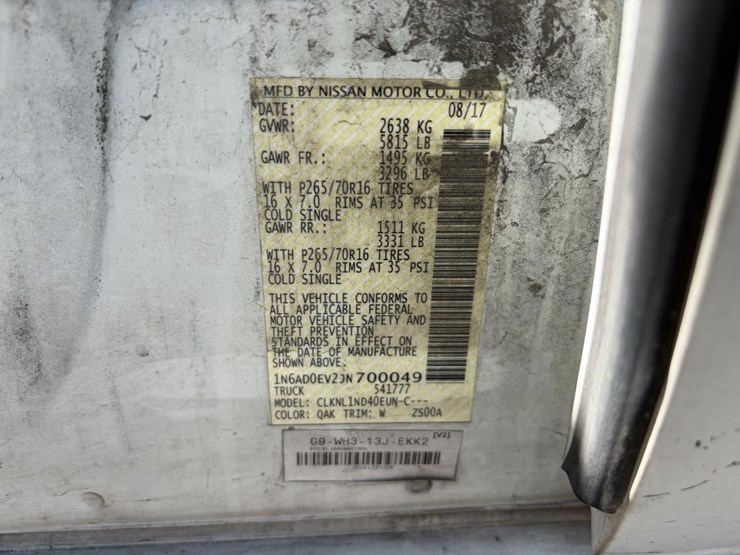 MFD BY NISSAN MOTOR CO., LTD.
DATE: 08/17
GVWR: 2638 KG
5815 LB
GAWR FR.: 1495 KG
3296 LB
WITH P265/70R16 TIRES
16 X 7.0 RIMS AT 35 PSI
COLD SINGLE
GAWR RR.: 1511 KG
3331 LB
WITH P265/70R16 TIRES
16 X 7.0 RIMS AT 35 PSI
COLD SINGLE
THIS VEHICLE CONFORMS TO
ALL APPLICABLE FEDERAL
MOTOR VEHICLE SAFETY AND
THEFT PREVENTION
STANDARDS IN EFFECT ON
THE DATE OF MANUFACTURE
SHOWN ABOVE.
1N6AD0EV2JN700049
TRUCK 541777
MODEL: CLKNL1ND40EUN-C---
COLOR: QAK TRIM: W ZS00A
G9-WH3-13J-EKK2 [V2]